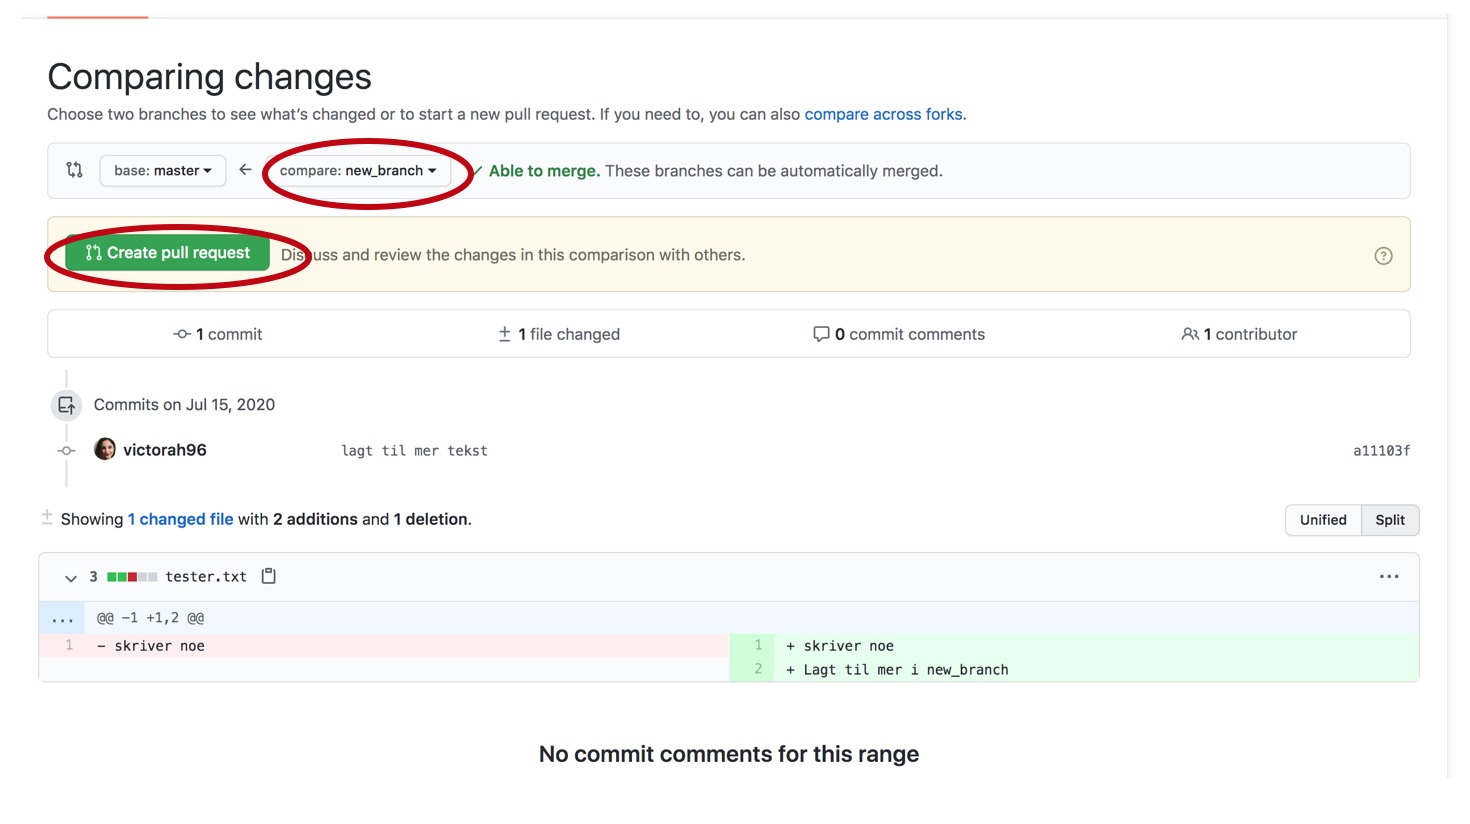 Comparing changes
Choose two branches to see what’s changed or to start a new pull request. If you need to, you can also compare across forks.
base: master compare: new_branch Able to merge. These branches can be automatically merged.
Create pull request Discuss and review the changes in this comparison with others.
1 commit 1 file changed 0 commit comments 1 contributor
Commits on Jul 15, 2020
victorah96 lagt til mer tekst a11103f
Showing 1 changed file with 2 additions and 1 deletion. Unified Split
3 tester.txt
... @@ -1 +1,2 @@
1 - skriver noe 1 + skriver noe
2 + Lagt til mer i new_branch
No commit comments for this range